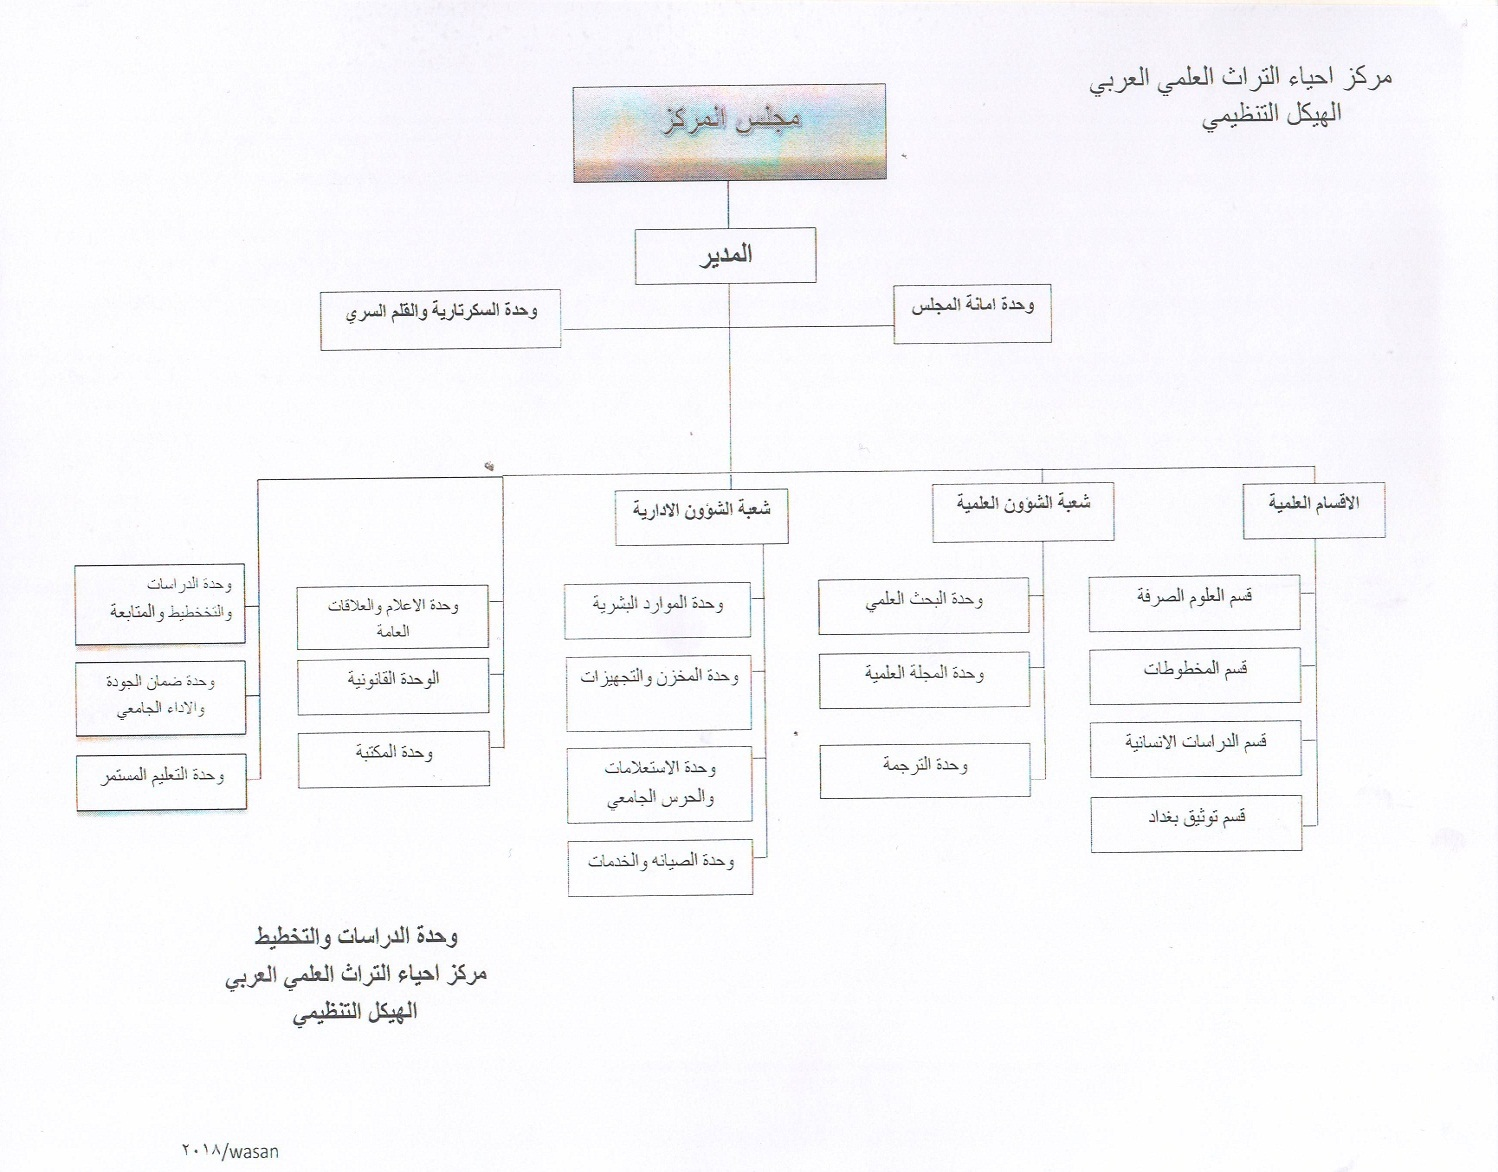 مركز احياء التراث العلمي العربي
الهيكل التنظيمي
مجلس المركز
المدير
وحدة امانة المجلس
وحدة السكرتارية والقلم السري
الاقسام العلمية
شعبة الشؤون العلمية
شعبة الشؤون الادارية
قسم العلوم الصرفة
قسم المخطوطات
قسم الدراسات الانسانية
قسم توثيق بغداد
وحدة البحث العلمي
وحدة المجلة العلمية
وحدة الترجمة
وحدة الموارد البشرية
وحدة المخزن والتجهيزات
وحدة الاستعلامات
والحرس الجامعي
وحدة الصيانه والخدمات
وحدة الاعلام والعلاقات
العامة
الوحدة القانونية
وحدة المكتبة
وحدة الدراسات
والتخخطيط والمتابعة
وحدة ضمان الجودة
والاداء الجامعي
وحدة التعليم المستمر
وحدة الدراسات والتخطيط
مركز احياء التراث العلمي العربي
الهيكل التنظيمي
٢٠١٨/wasan